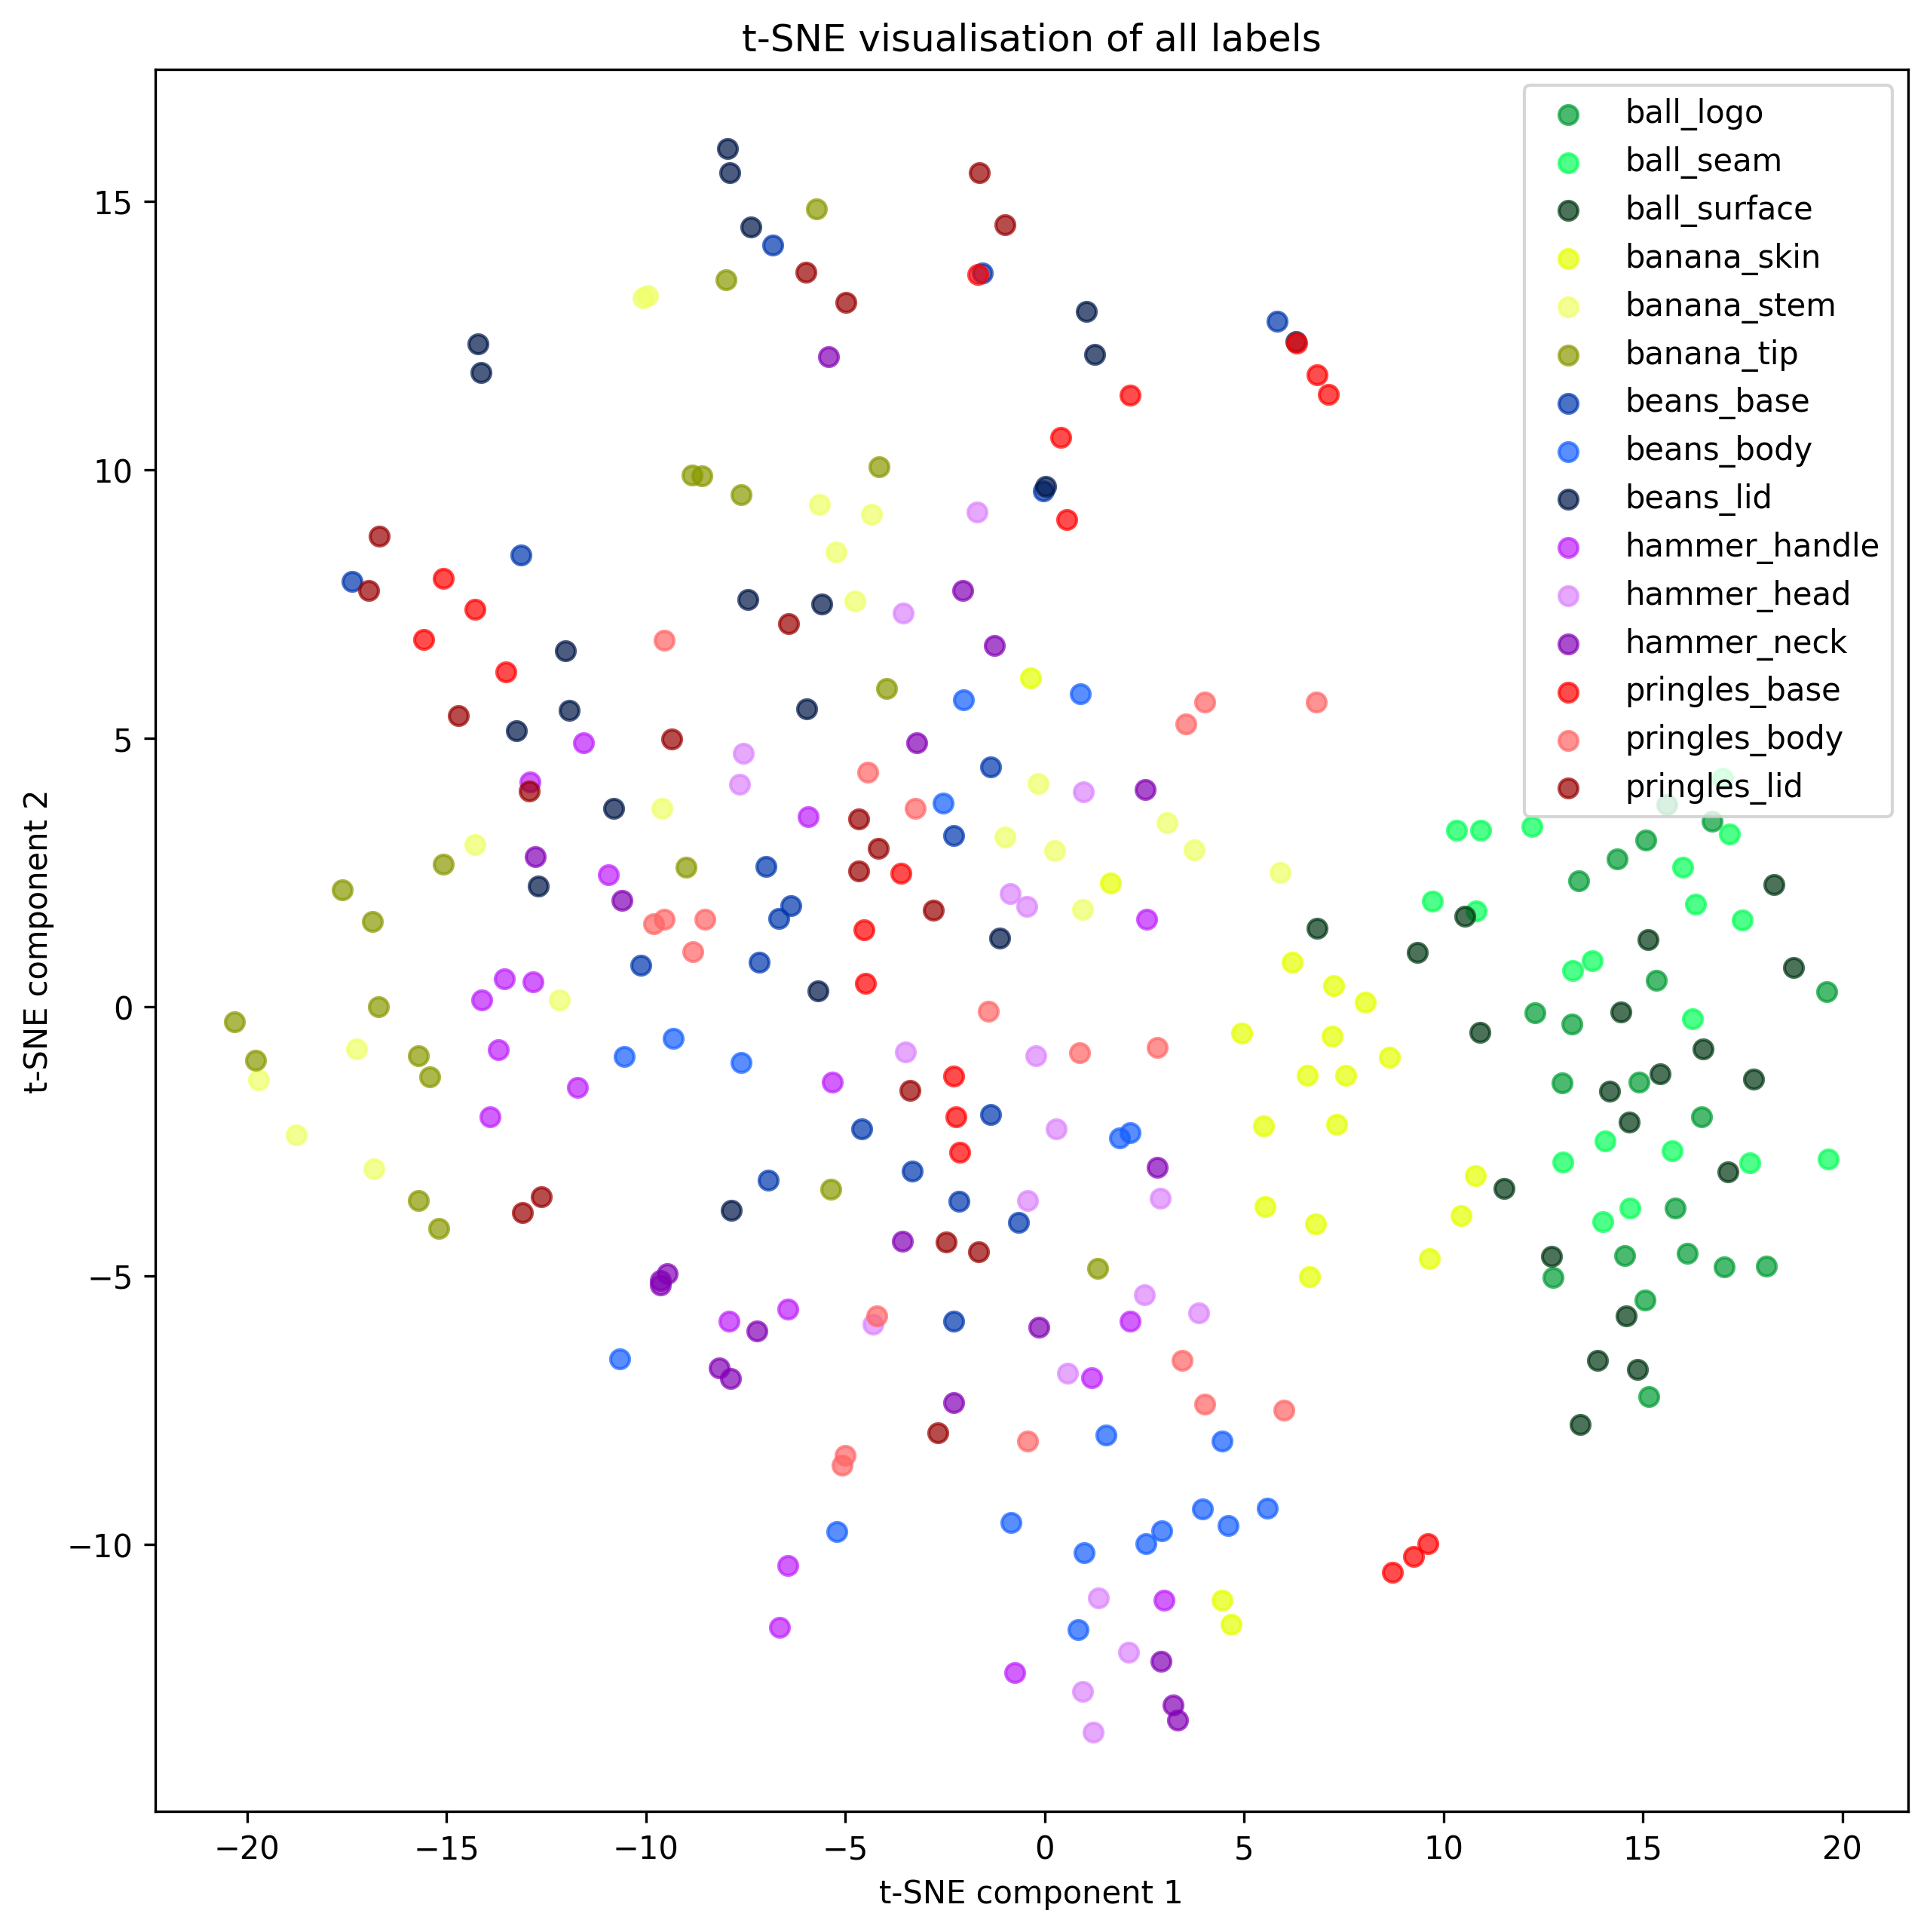 t-SNE visualisation of all labels
ball_logo
ball_seam
ball_surface
banana_skin
banana_stem
banana_tip
beans_base
beans_body
beans_lid
hammer_handle
hammer_head
hammer_neck
pringles_base
pringles_body
pringles_lid
15
10
5
0
−5
−10
t-SNE component 2
−20 −15 −10 −5 0 5 10 15 20
t-SNE component 1